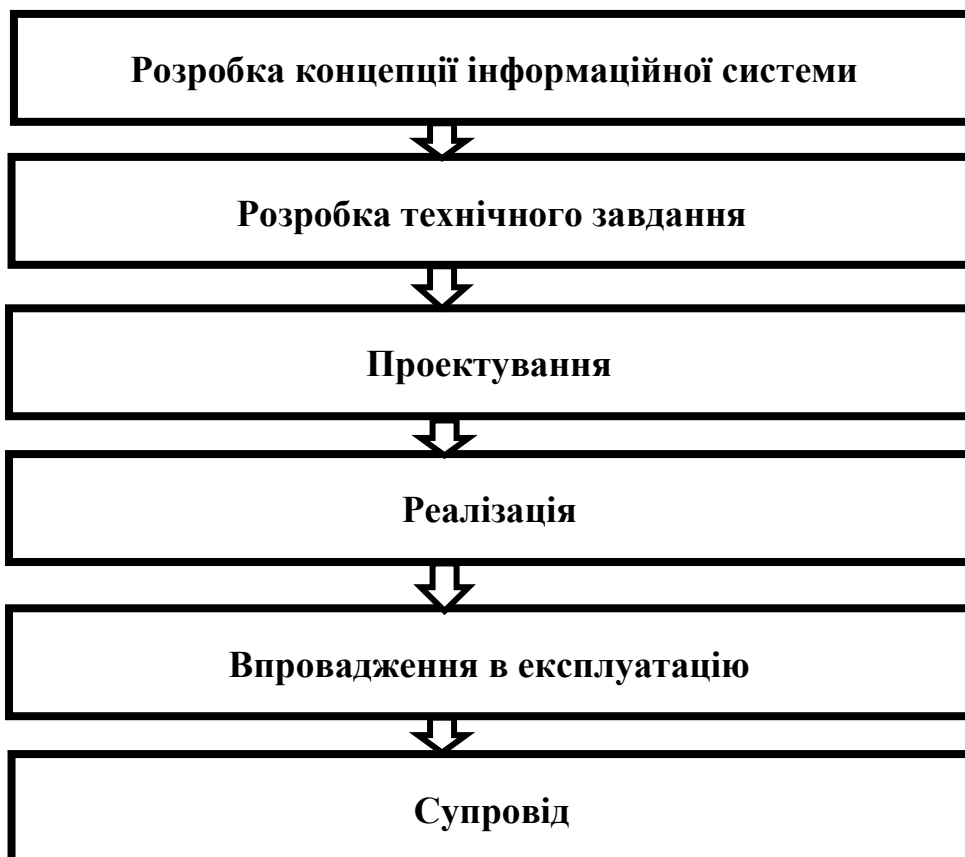 Розробка концепції інформаційної системи
Розробка технічного завдання
Проектування
Реалізація
Впровадження в експлуатацію
Супровід